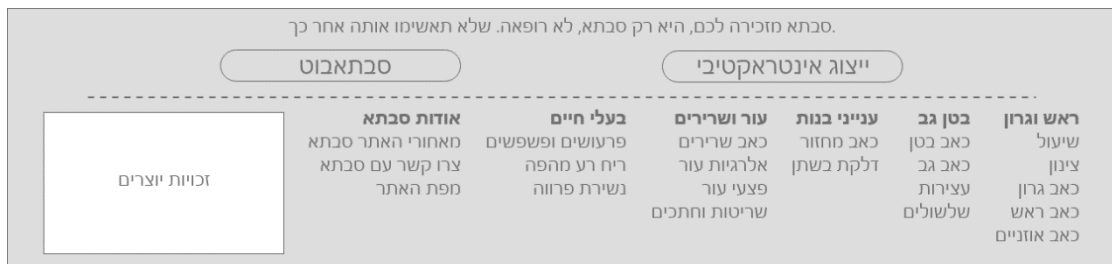 סבתא מזכירה לכם, היא רק סבתא, לא רופאה. שלא תאשימו אותה אחר כך.
ייצוג אינטראקטיבי
סבתאבוט
ראש וגרון
שיעול
צינון
כאב גרון
כאב ראש
כאב אוזניים
בטן גב
כאב בטן
כאב גב
עצירות
שלשולים
ענייני בנות
כאב מחזור
דלקת בשתן
עור ושרירים
כאב שרירים
אלרגיות עור
פצעי עור
שריטות וחתכים
בעלי חיים
פרעושים ופשפשים
ריח רע מהפה
נשירת פרווה
אודות סבתא
מאחורי האתר סבתא
צרו קשר עם סבתא
מפת האתר
זכויות יוצרים